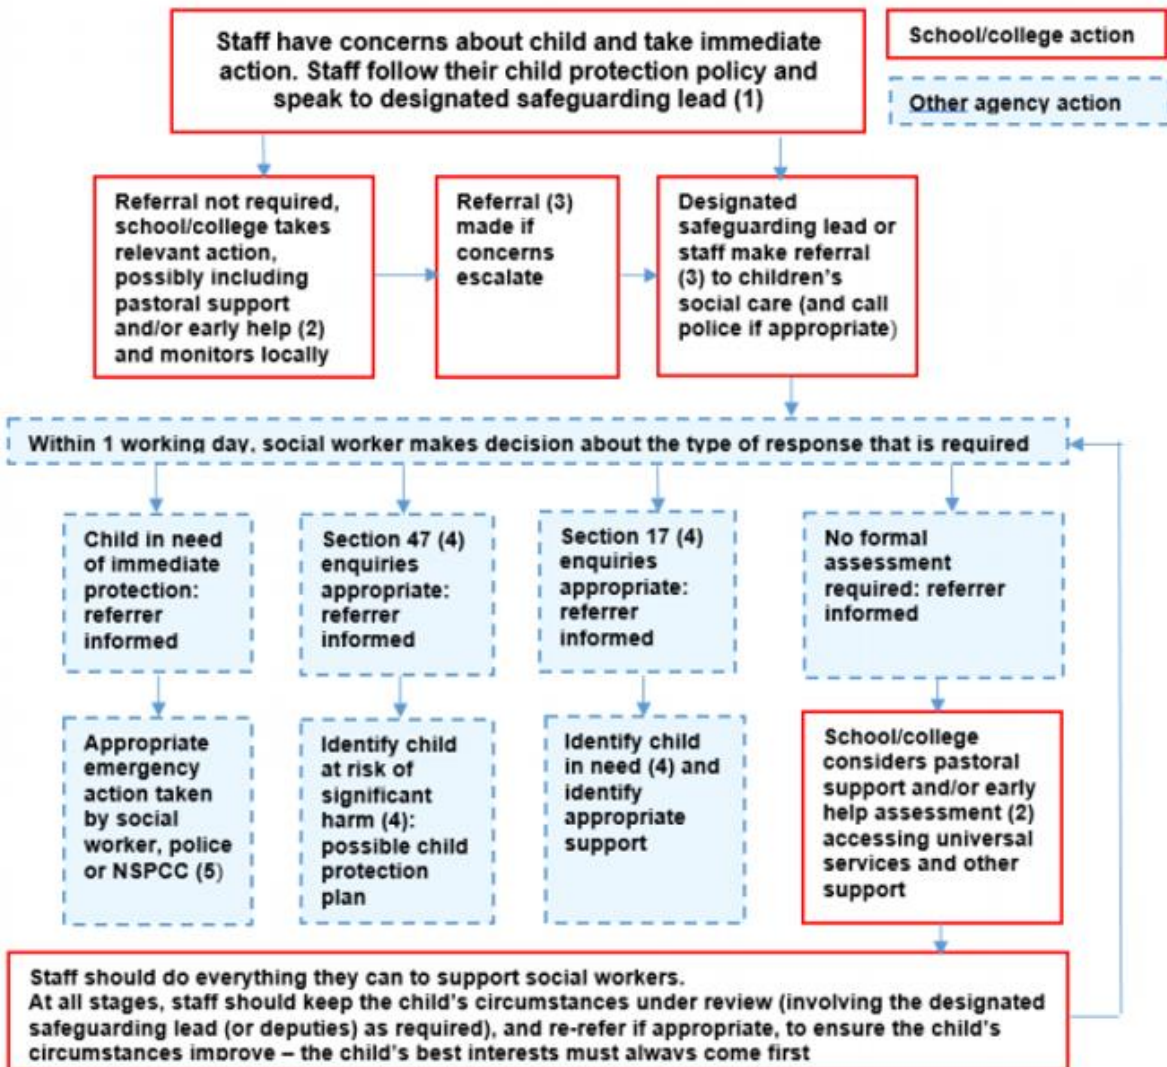 Staff have concerns about child and take immediate
action. Staff follow their child protection policy and
speak to designated safeguarding lead (1)
School/college action
Other agency action
Referral not required,
school/college takes
relevant action,
possibly including
pastoral support
and/or early help (2)
and monitors locally
Referral (3)
made if
concerns
escalate
Designated
safeguarding lead or
staff make referral
(3) to children's
social care (and call
police if appropriate)
Within 1 working day, social worker makes decision about the type of response that is required
Child in need
of immediate
protection:
referrer
informed
Section 47 (4)
enquiries
appropriate:
referrer
informed
Section 17 (4)
enquiries
appropriate:
referrer
informed
No formal
assessment
required: referrer
informed
Appropriate
emergency
action taken
by social
worker, police
or NSPCC (5)
Identify child
at risk of
significant
harm (4):
possible child
protection
plan
Identify child
in need (4) and
identify
appropriate
support
School/college
considers pastoral
support and/or early
help assessment (2)
accessing universal
services and other
support
Staff should do everything they can to support social workers.
At all stages, staff should keep the child's circumstances under review (involving the designated
safeguarding lead (or deputies) as required), and re-refer if appropriate, to ensure the child's
circumstances improve – the child's best interests must always come first